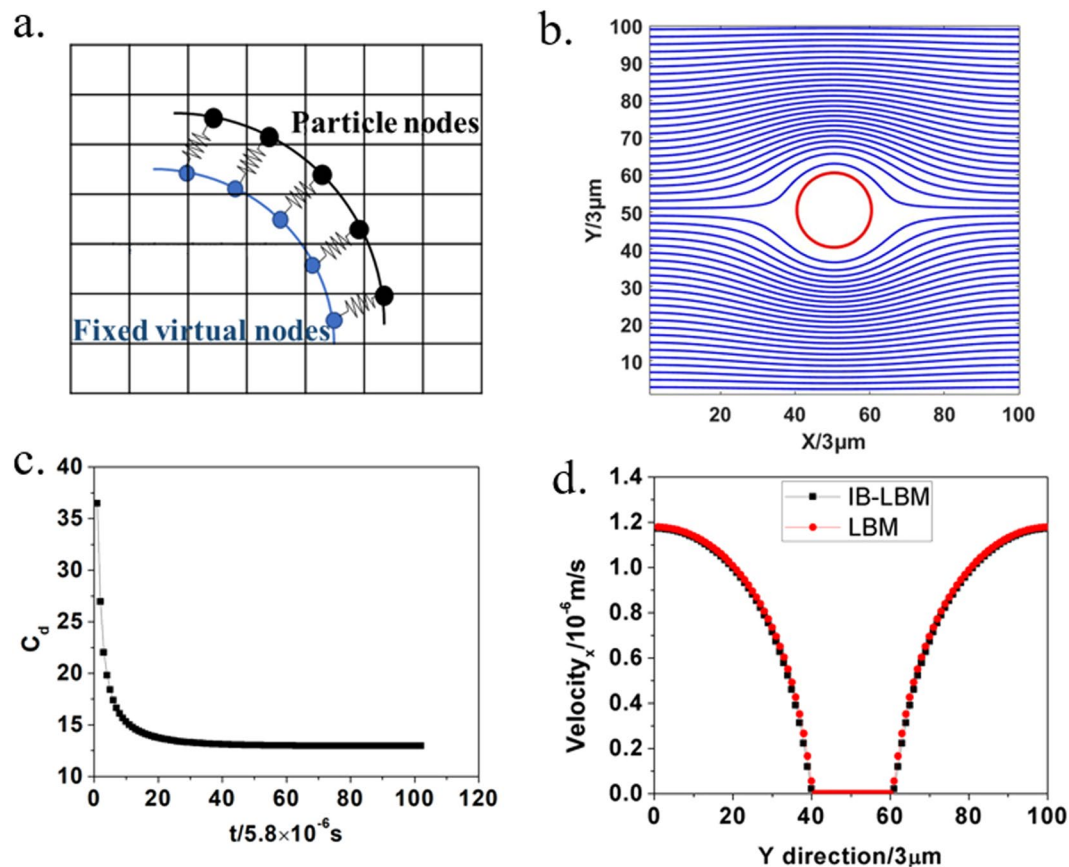 a.
Particle nodes
Fixed virtual nodes
b.
100
90
80
70
60
50
40
30
20
10
Y/3μm
20 40 60 80 100
X/3μm
c.
40
35
30
25
20
15
10
C_d
0 20 40 60 80 100 120
t/5.8×10⁻⁶s
d.
1.4
1.2
1.0
0.8
0.6
0.4
0.2
0.0
IB-LBM
LBM
Velocityₓ/10⁻⁶m/s
0 20 40 60 80 100
Y direction/3μm